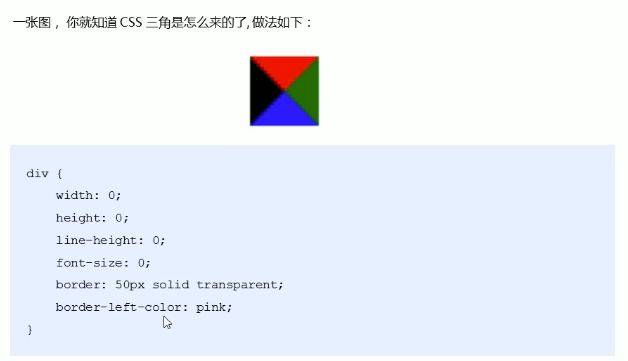 一张图， 你就知道 CSS 三角是怎么来的了, 做法如下：
div {
width: 0;
height: 0;
line-height: 0;
font-size: 0;
border: 50px solid transparent;
border-left-color: pink;
}